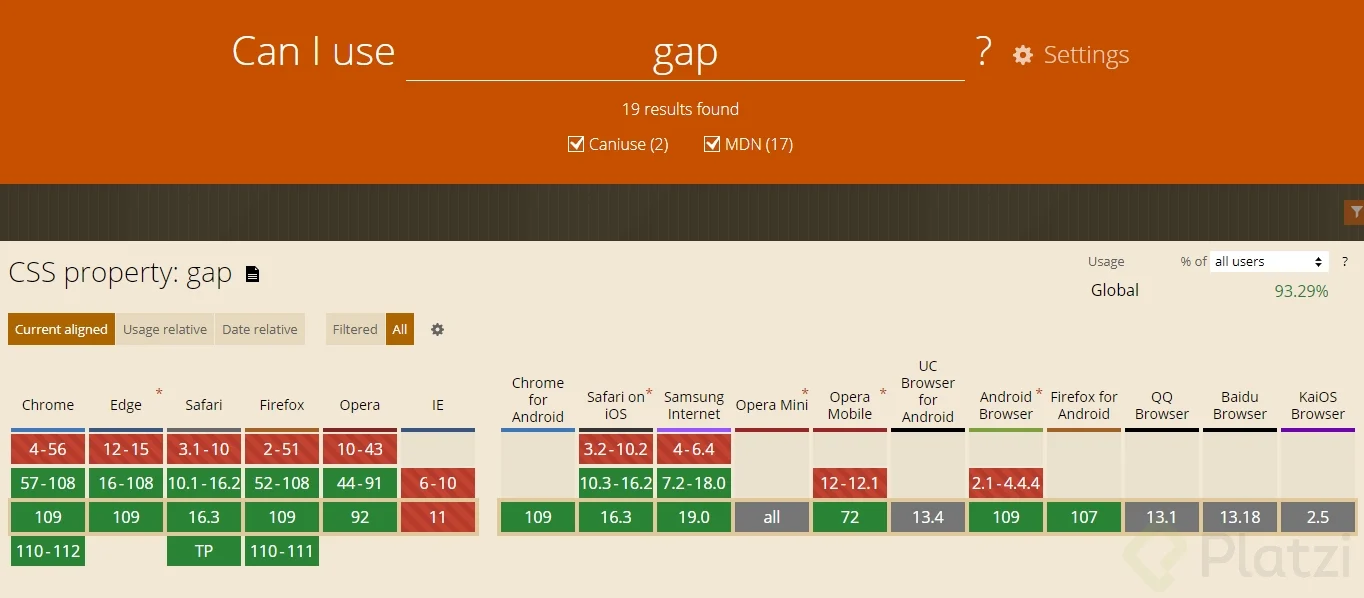 Can I use gap ? Settings
19 results found
Caniuse (2) MDN (17)
CSS property: gap
Usage % of all users ?
Global 93.29%
Current aligned Usage relative Date relative Filtered All
Chrome Edge * Safari Firefox Opera IE
Chrome for Android Safari on iOS * Samsung Internet Opera Mini * Opera Mobile * UC Browser for Android Android Browser * Firefox for Android QQ Browser Baidu Browser KaiOS Browser
4-56 12-15 3.1-10 2-51 10-43 3.2-10.2 4-6.4
57-108 16-108 10.1-16.2 52-108 44-91 6-10 10.3-16.2 7.2-18.0 12-12.1 2.1-4.4.4
109 109 16.3 109 92 11 109 16.3 19.0 all 72 13.4 109 107 13.1 13.18 2.5
110-112 TP 110-111
Platzi